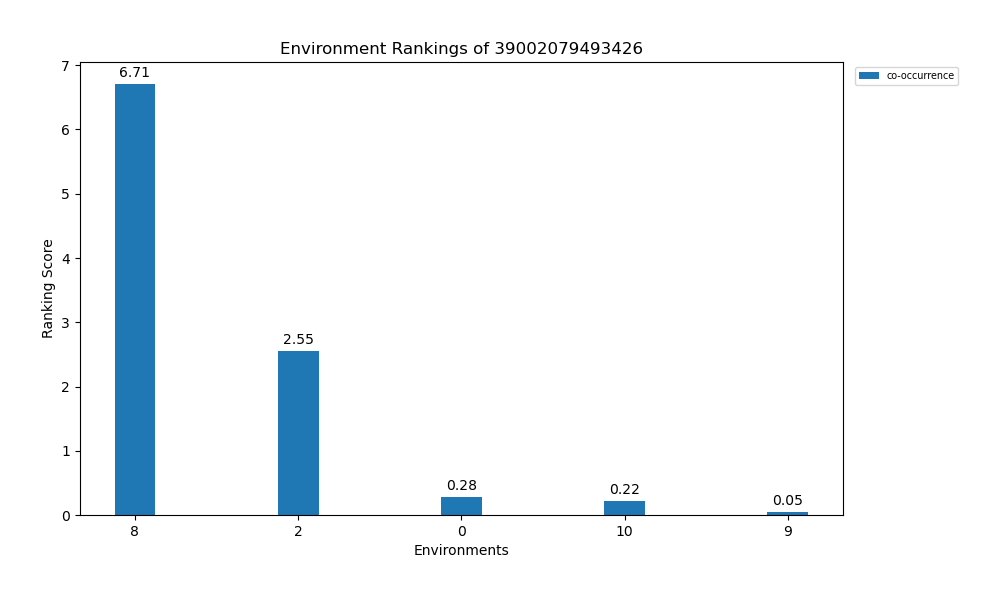 Environment Rankings of 39002079493426
co-occurrence
Ranking Score
7
6
5
4
3
2
1
0
6.71
2.55
0.28
0.22
0.05
8 2 0 10 9
Environments